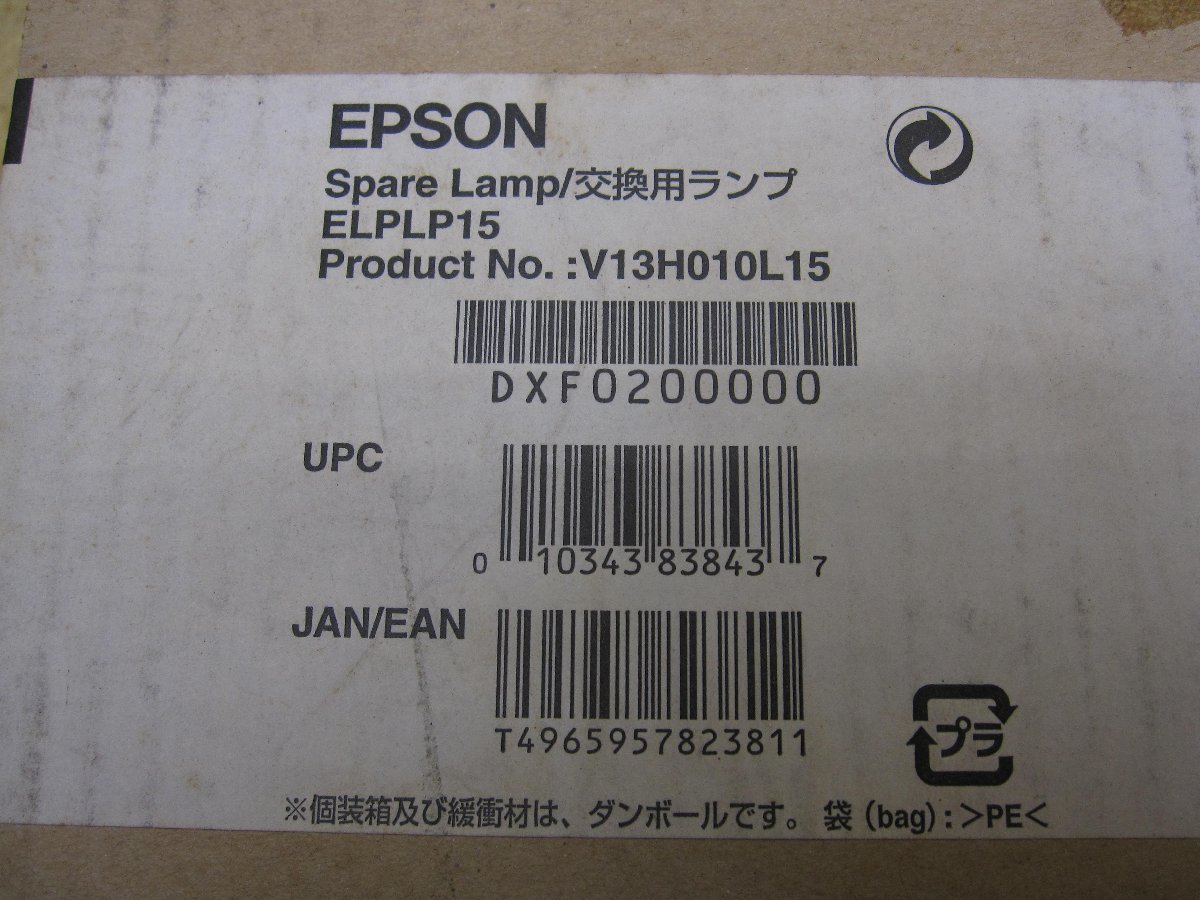 EPSON
Spare Lamp/交換用ランプ
ELPLP15
Product No. :V13H010L15
DXF0200000
UPC
0 10343 83843 7
JAN/EAN
T4965957823811
プラ
※個装箱及び緩衝材は、ダンボールです。 袋 (bag) : >PE<